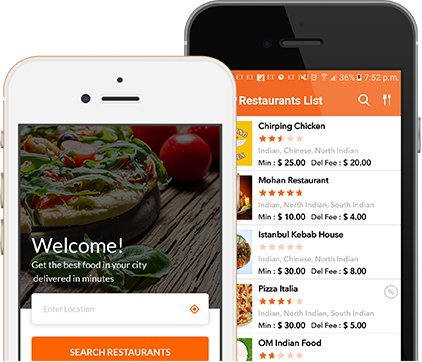 Welcome!
Get the best food in your city
delivered in minutes
Enter Location
SEARCH RESTAURANTS
36% 7:52 p.m.
Restaurants List
Chirping Chicken
Indian, Chinese, North Indian
Min : $ 25.00 Del Fee : $ 20.00
Mohan Restaurant
Indian, North Indian, South Indian
Min : $ 10.00 Del Fee : $ 4.00
Istanbul Kebab House
Indian, Chinese, North Indian
Min : $ 30.00 Del Fee : $ 8.00
Pizza Italia
Indian, North Indian, South Indian
Min : $ 30.00 Del Fee : $ 5.00
OM Indian Food